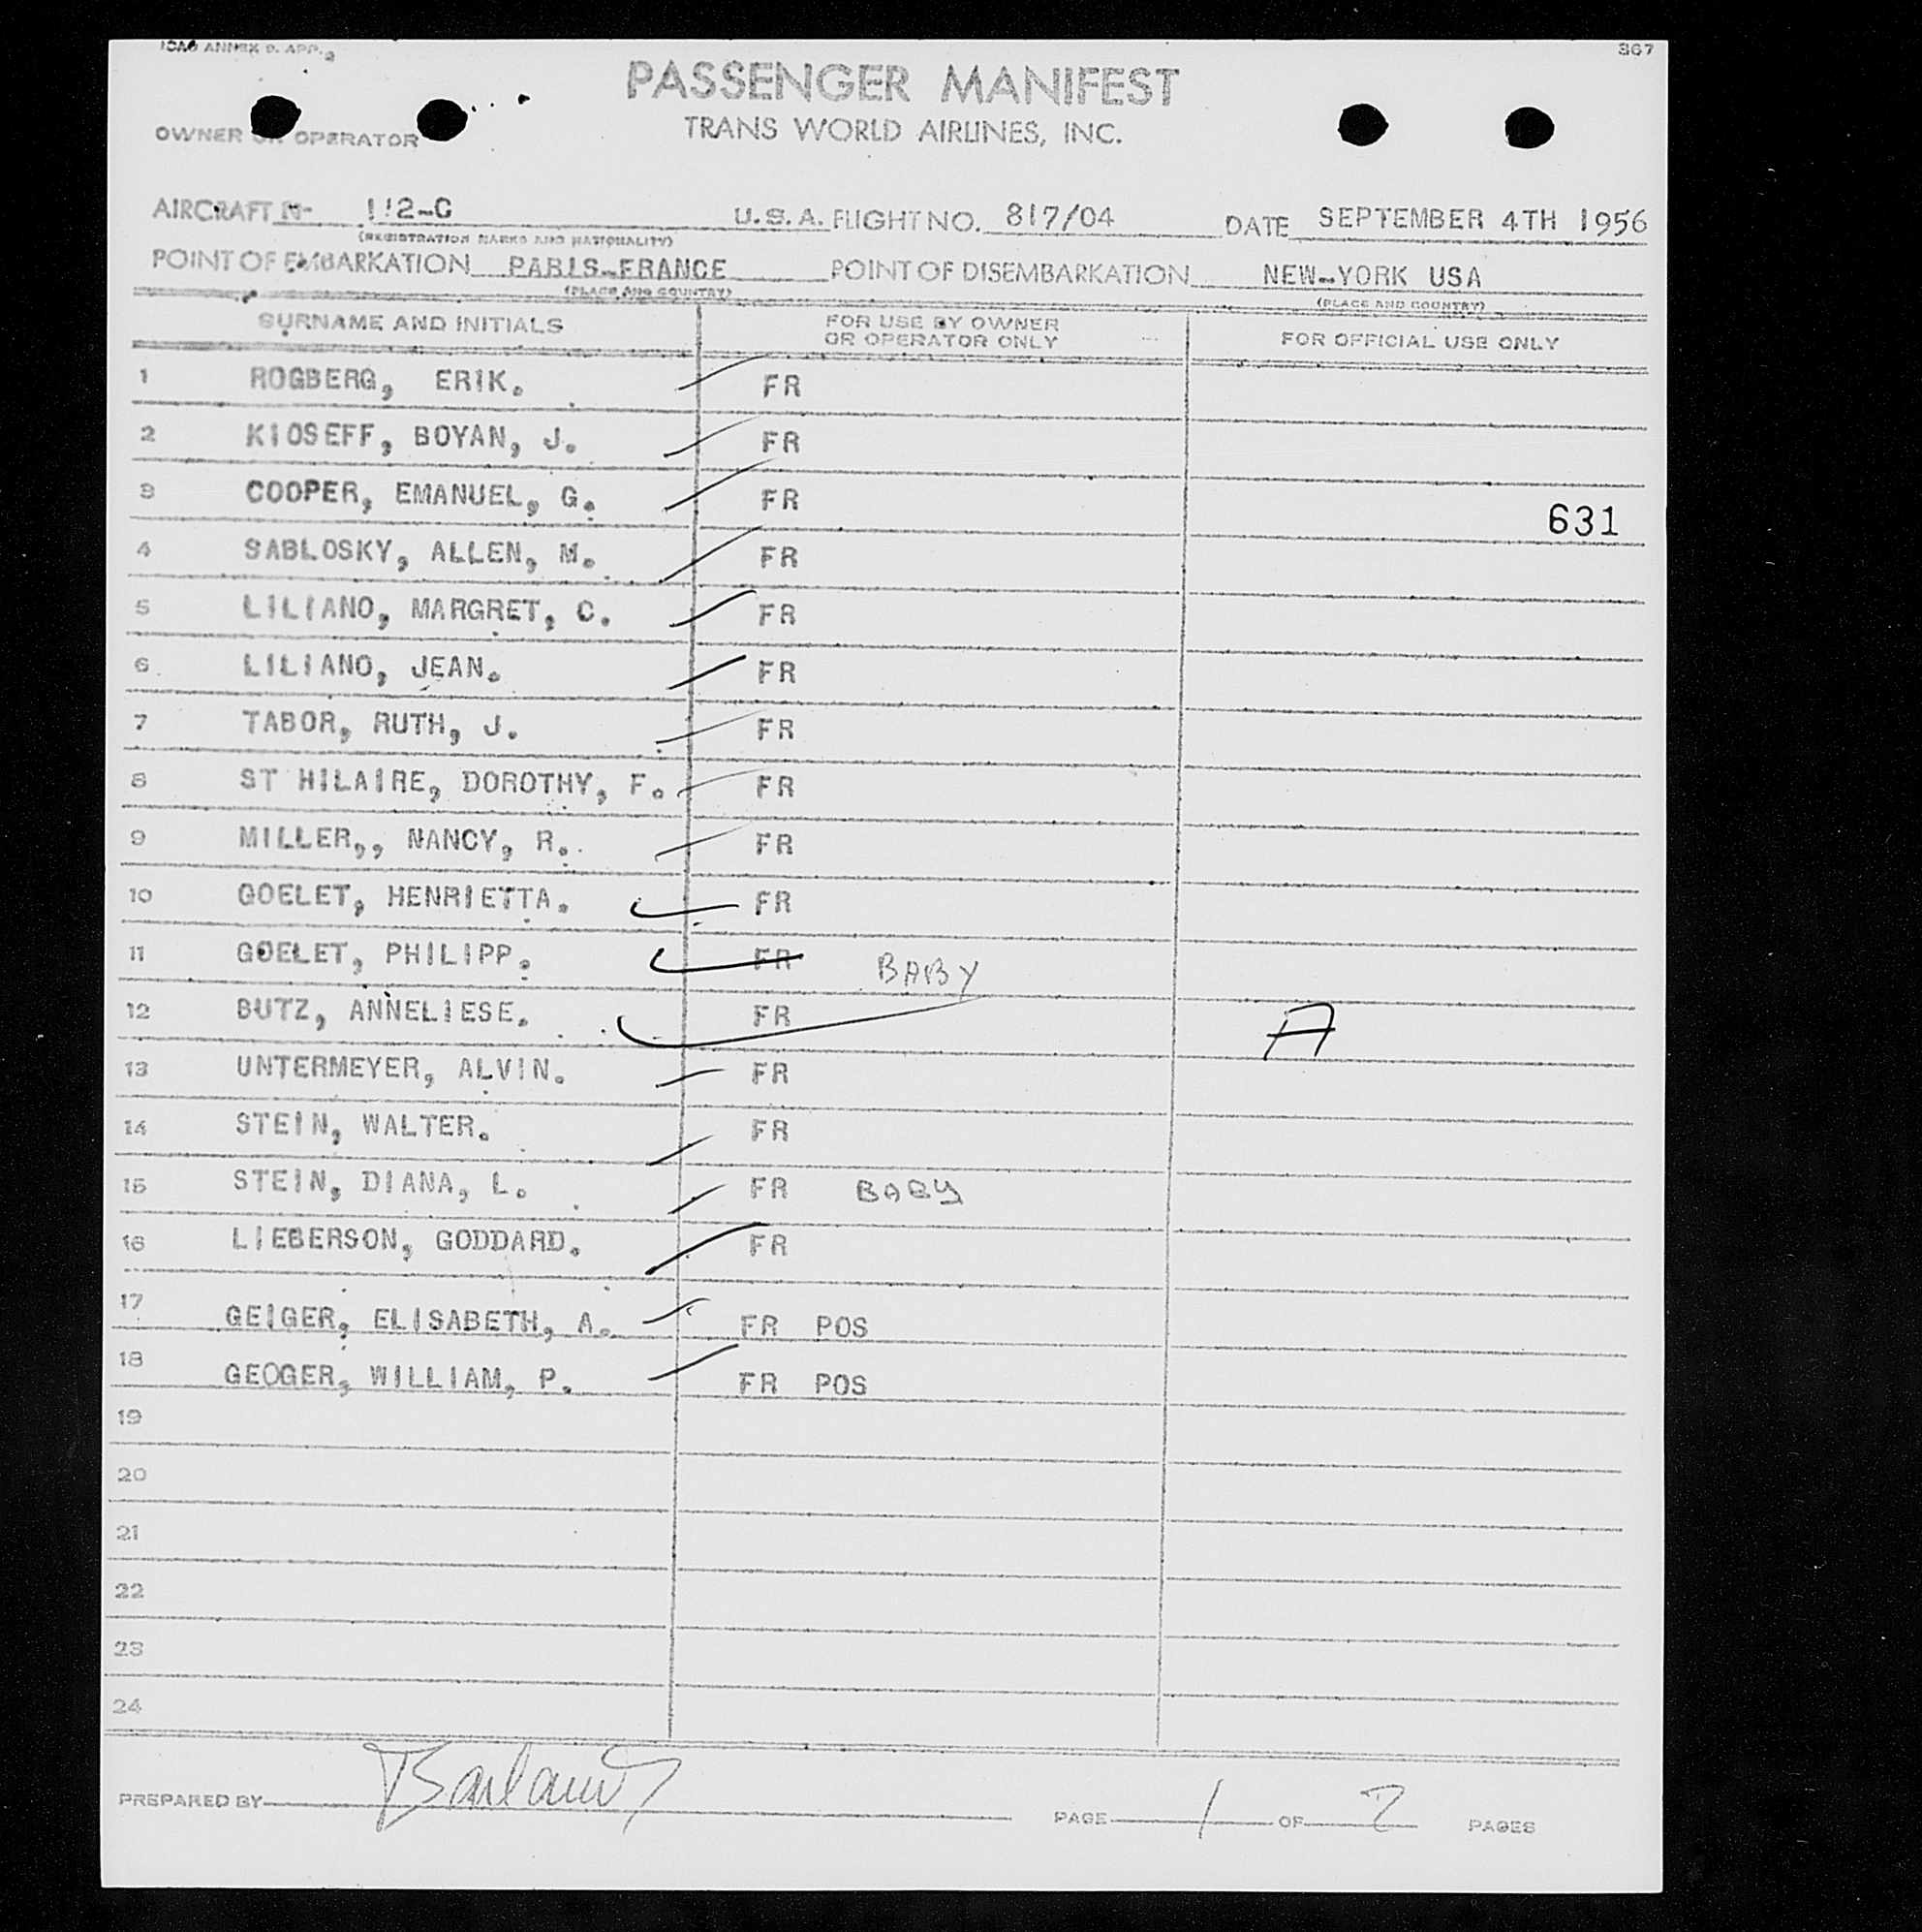 ICAO ANNEX 9. APP. 2
367
PASSENGER MANIFEST
OWNER OR OPERATOR TRANS WORLD AIRLINES, INC.
AIRCRAFT N- 112-C U.S.A. FLIGHT NO. 817/04 DATE SEPTEMBER 4TH 1956
(REGISTRATION MARKS AND NATIONALITY)
POINT OF EMBARKATION PARIS-FRANCE POINT OF DISEMBARKATION NEW-YORK USA
(PLACE AND COUNTRY) (PLACE AND COUNTRY)
SURNAME AND INITIALS FOR USE BY OWNER OR OPERATOR ONLY FOR OFFICIAL USE ONLY
1 ROGBERG, ERIK. FR
2 KIOSEFF, BOYAN, J. FR
3 COOPER, EMANUEL, G. FR 631
4 SABLOSKY, ALLEN, M. FR
5 LILIANO, MARGRET, C. FR
6 LILIANO, JEAN. FR
7 TABOR, RUTH, J. FR
8 ST HILAIRE, DOROTHY, F. FR
9 MILLER,, NANCY, R. FR
10 GOELET, HENRIETTA. FR
11 GOELET, PHILIPP. FR BABY
12 BUTZ, ANNELIESE. FR A
13 UNTERMEYER, ALVIN. FR
14 STEIN, WALTER. FR
15 STEIN, DIANA, L. FR BABY
16 LIEBERSON, GODDARD. FR
17 GEIGER, ELISABETH, A. FR POS
18 GEOGER, WILLIAM, P. FR POS
19
20
21
22
23
24
PREPARED BY PAGE 1 OF 2 PAGES